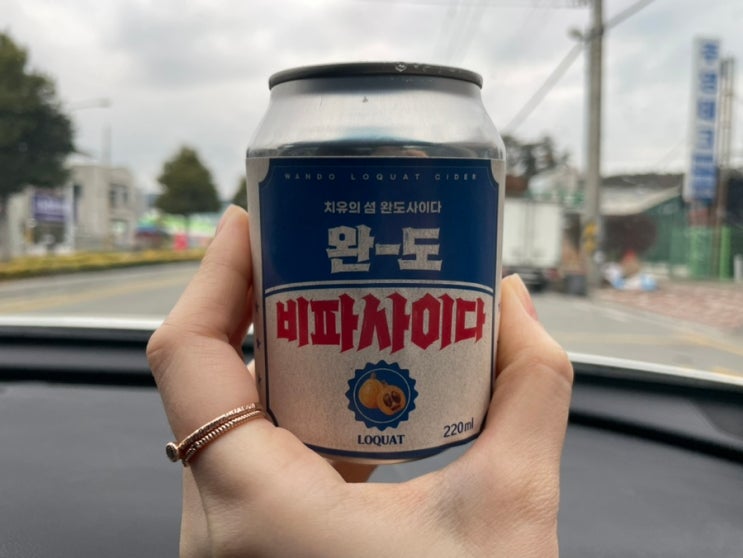 WANDO LOQUAT CIDER
치유의 섬 완도사이다
완-도
비파사이다
LOQUAT
220ml